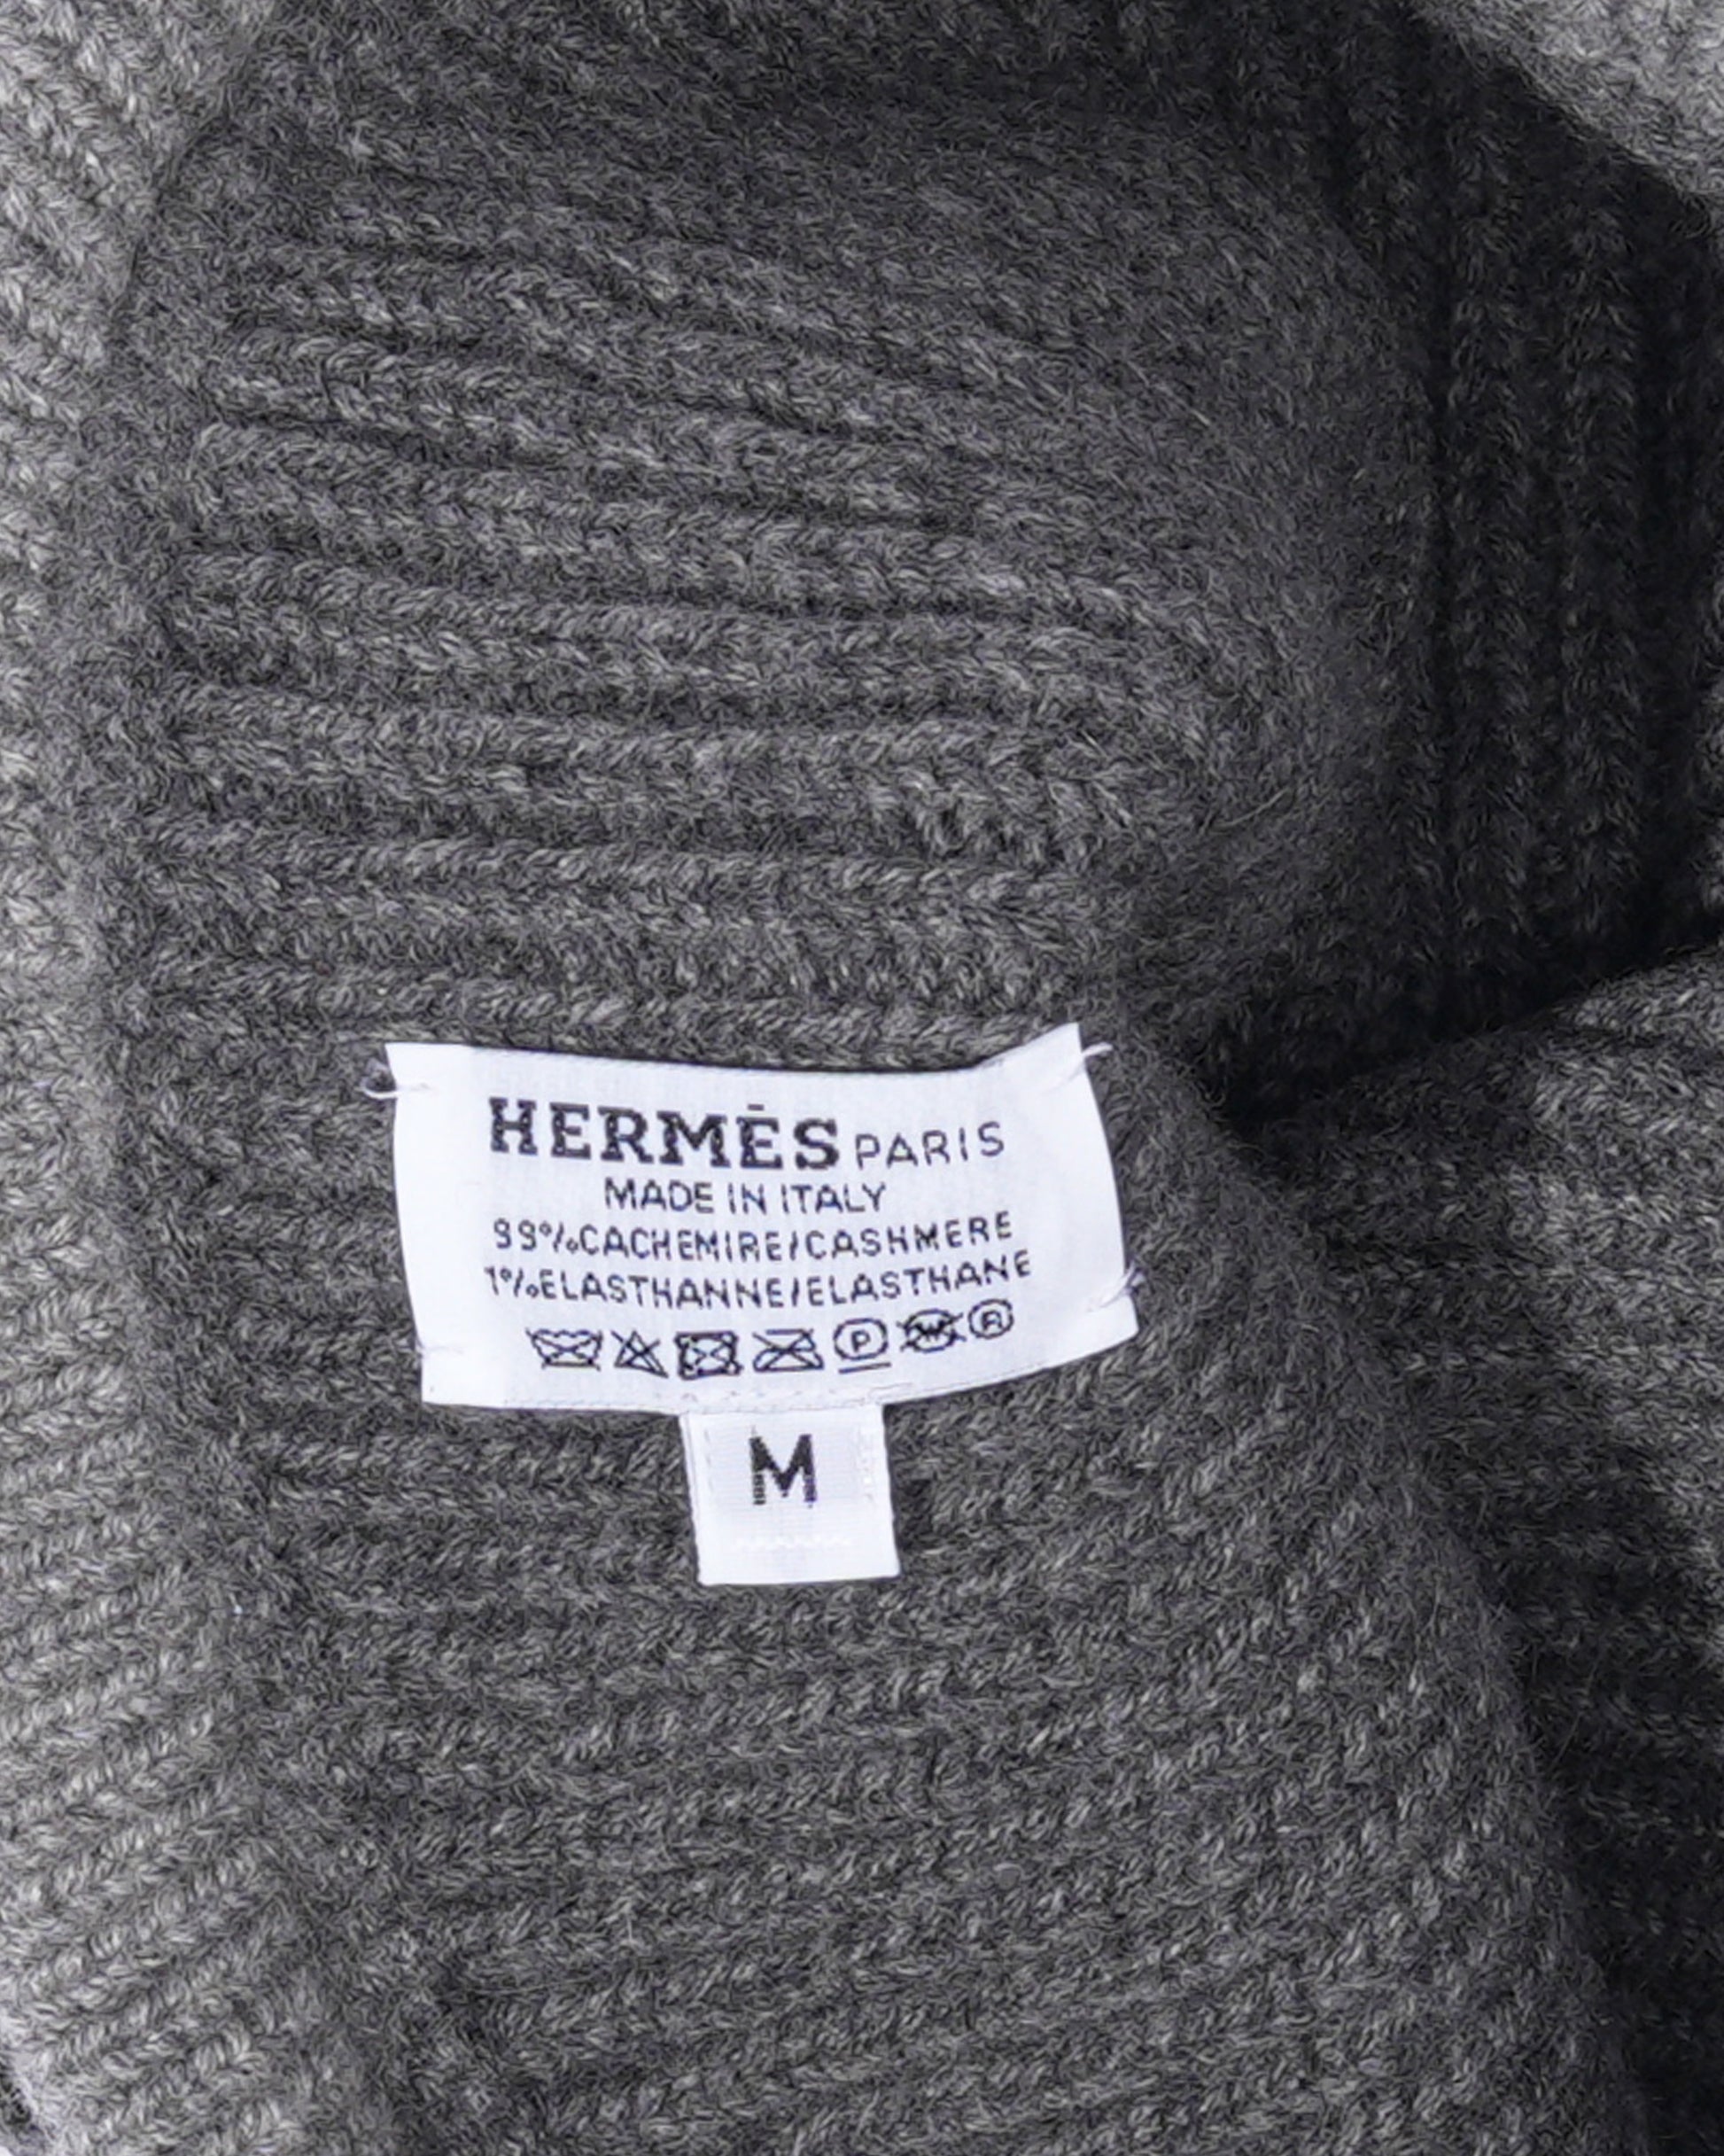 HERMÈS PARIS
MADE IN ITALY
99%CACHEMIRE/CASHMERE
1%ELASTHANNE/ELASTHANE
P W R
M